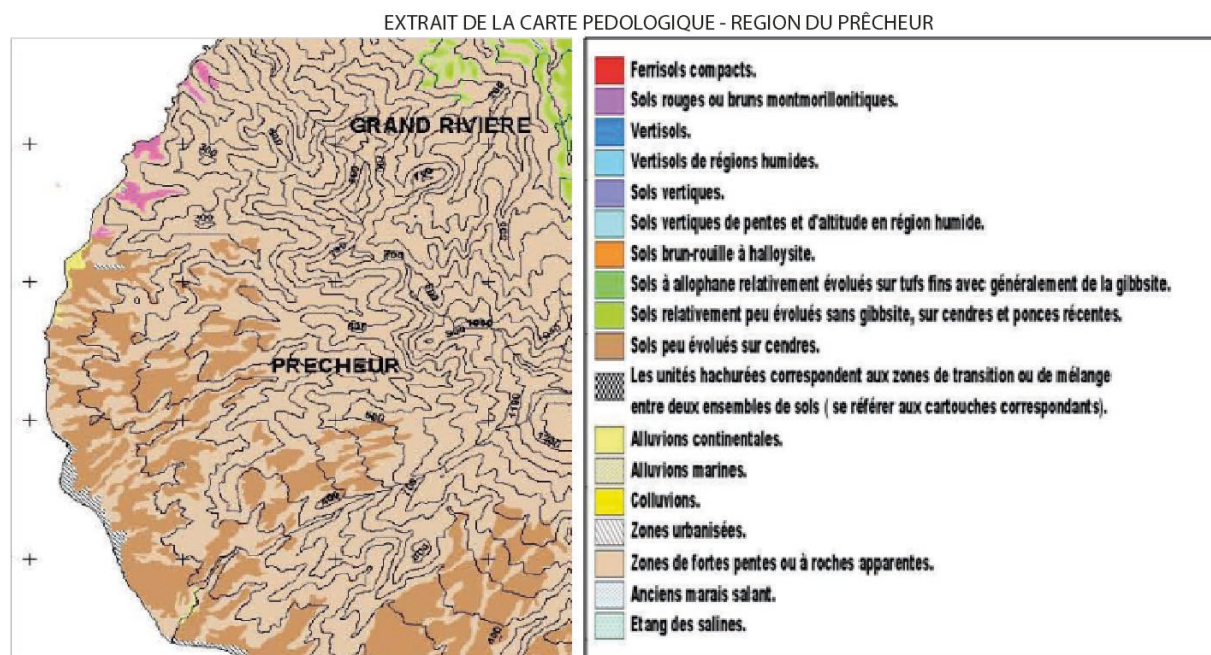 EXTRAIT DE LA CARTE PEDOLOGIQUE - REGION DU PRÊCHEUR
GRAND RIVIERE
PRECHEUR
Ferrisols compacts.
Sols rouges ou bruns montmorillonitiques.
Vertisols.
Vertisols de régions humides.
Sols vertiques.
Sols vertiques de pentes et d'altitude en région humide.
Sols brun-rouille à halloysite.
Sols à allophane relativement évolués sur tufs fins avec généralement de la gibbsite.
Sols relativement peu évolués sans gibbsite, sur cendres et ponces récentes.
Sols peu évolués sur cendres.
Les unités hachurées correspondent aux zones de transition ou de mélange
entre deux ensembles de sols ( se référer aux cartouches correspondants).
Alluvions continentales.
Alluvions marines.
Colluvions.
Zones urbanisées.
Zones de fortes pentes ou à roches apparentes.
Anciens marais salant.
Etang des salines.